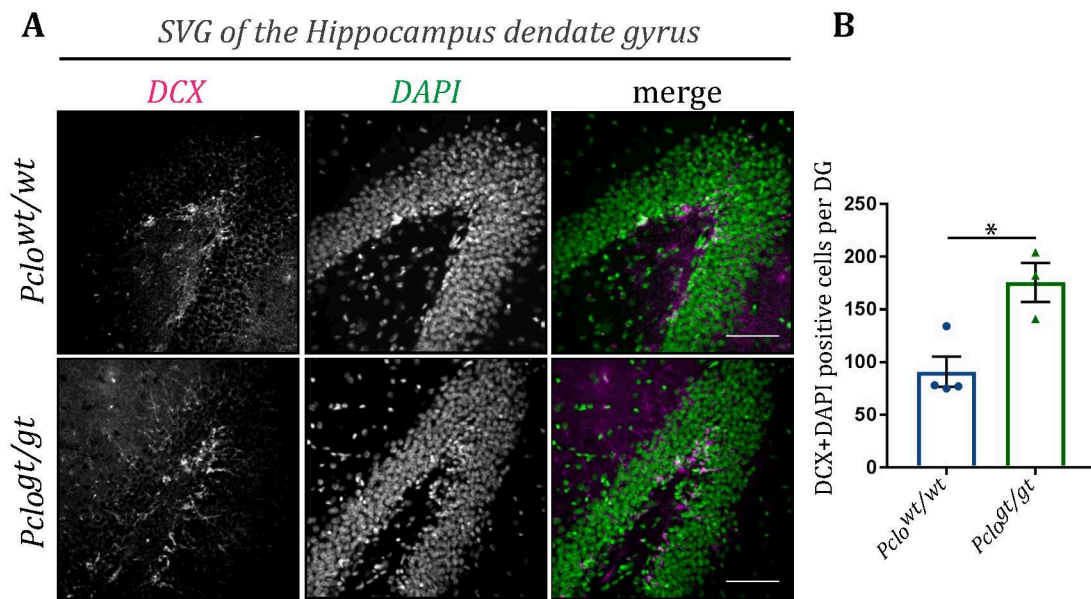 A
SVG of the Hippocampus dendate gyrus
DCX DAPI merge
Pclowt/wt
Pclogt/gt
B
DCX+DAPI positive cells per DG
250
200
150
100
50
0
*
Pclowt/wt
Pclogt/gt